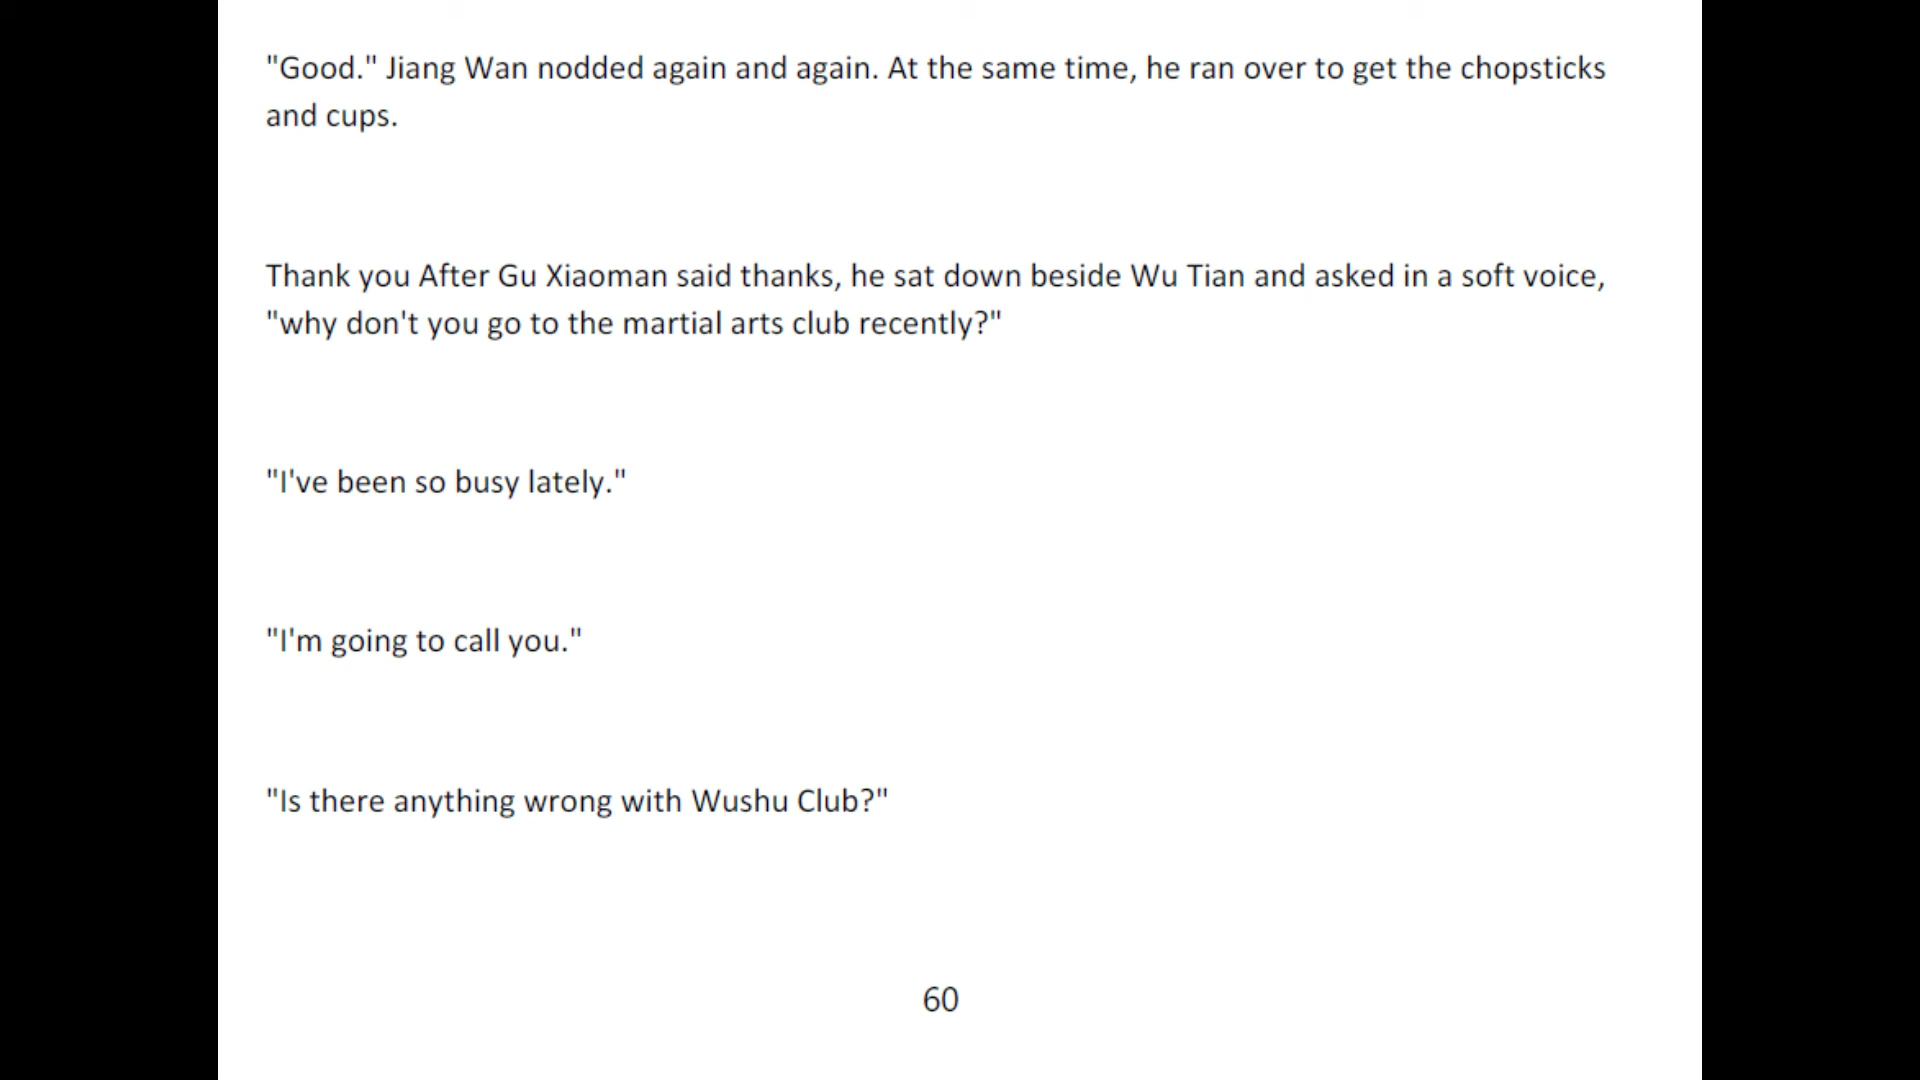 "Good." Jiang Wan nodded again and again. At the same time, he ran over to get the chopsticks
and cups.
Thank you After Gu Xiaoman said thanks, he sat down beside Wu Tian and asked in a soft voice,
"why don't you go to the martial arts club recently?"
"I've been so busy lately."
"I'm going to call you."
"Is there anything wrong with Wushu Club?"
60